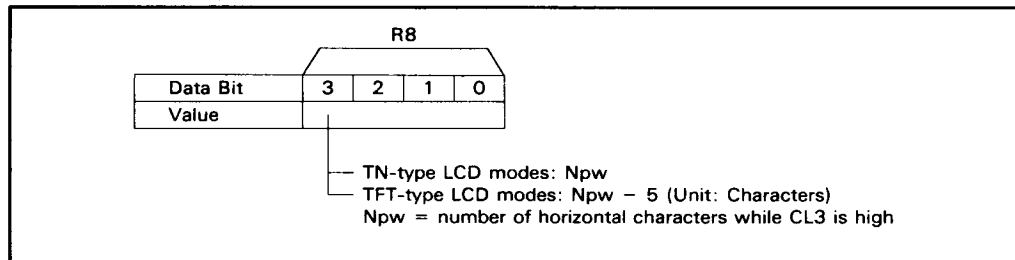 R8
Data Bit 3 2 1 0
Value
TN-type LCD modes: Npw
TFT-type LCD modes: Npw − 5 (Unit: Characters)
Npw = number of horizontal characters while CL3 is high